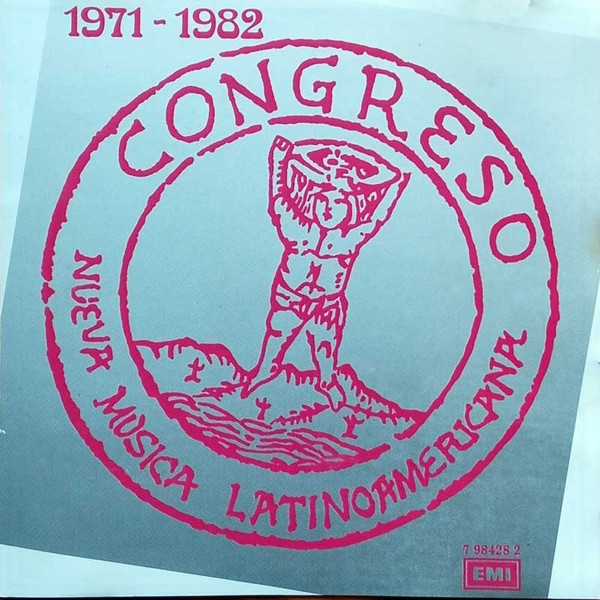 1971 - 1982
CONGRESO
NUEVA MUSICA LATINOAMERICANA
7 98428 2
EMI